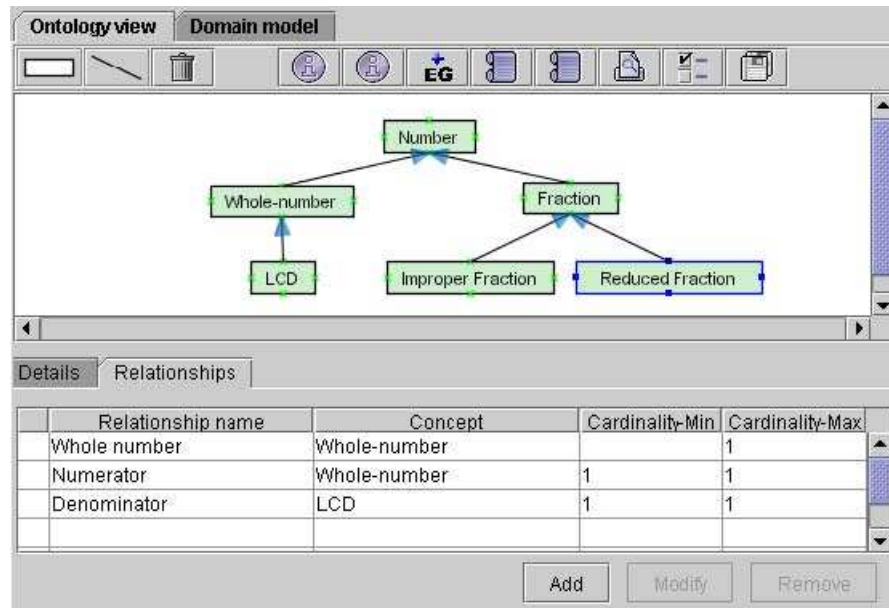 Ontology view Domain model
EG
Number
Whole-number Fraction
LCD Improper Fraction Reduced Fraction
Details Relationships
Relationship name Concept Cardinality-Min Cardinality-Max
Whole number Whole-number 1
Numerator Whole-number 1 1
Denominator LCD 1 1
Add Modify Remove